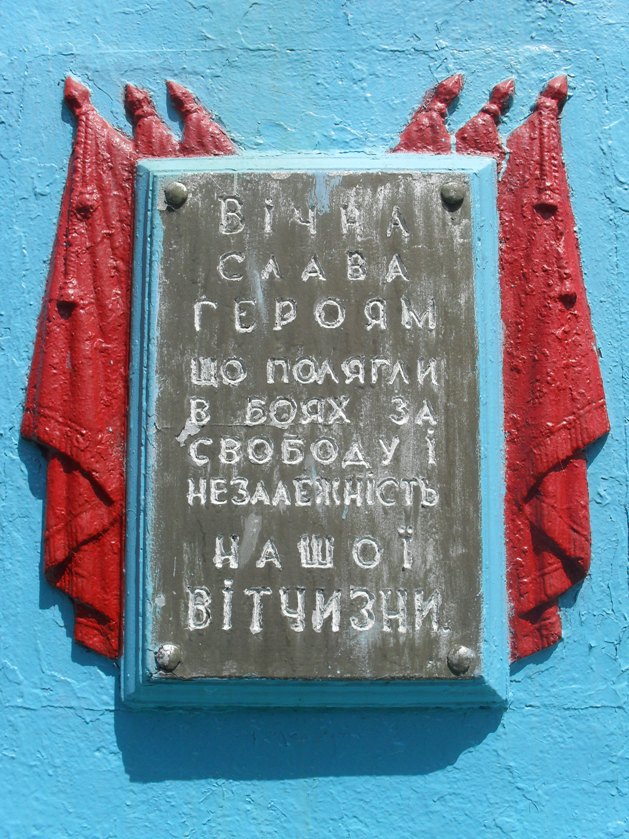 ВІЧНА
СЛАВА
ГЕРОЯМ
ЩО ПОЛЯГЛИ
В БОЯХ ЗА
СВОБОДУ І
НЕЗАЛЕЖНІСТЬ
НАШОЇ
ВІТЧИЗНИ.